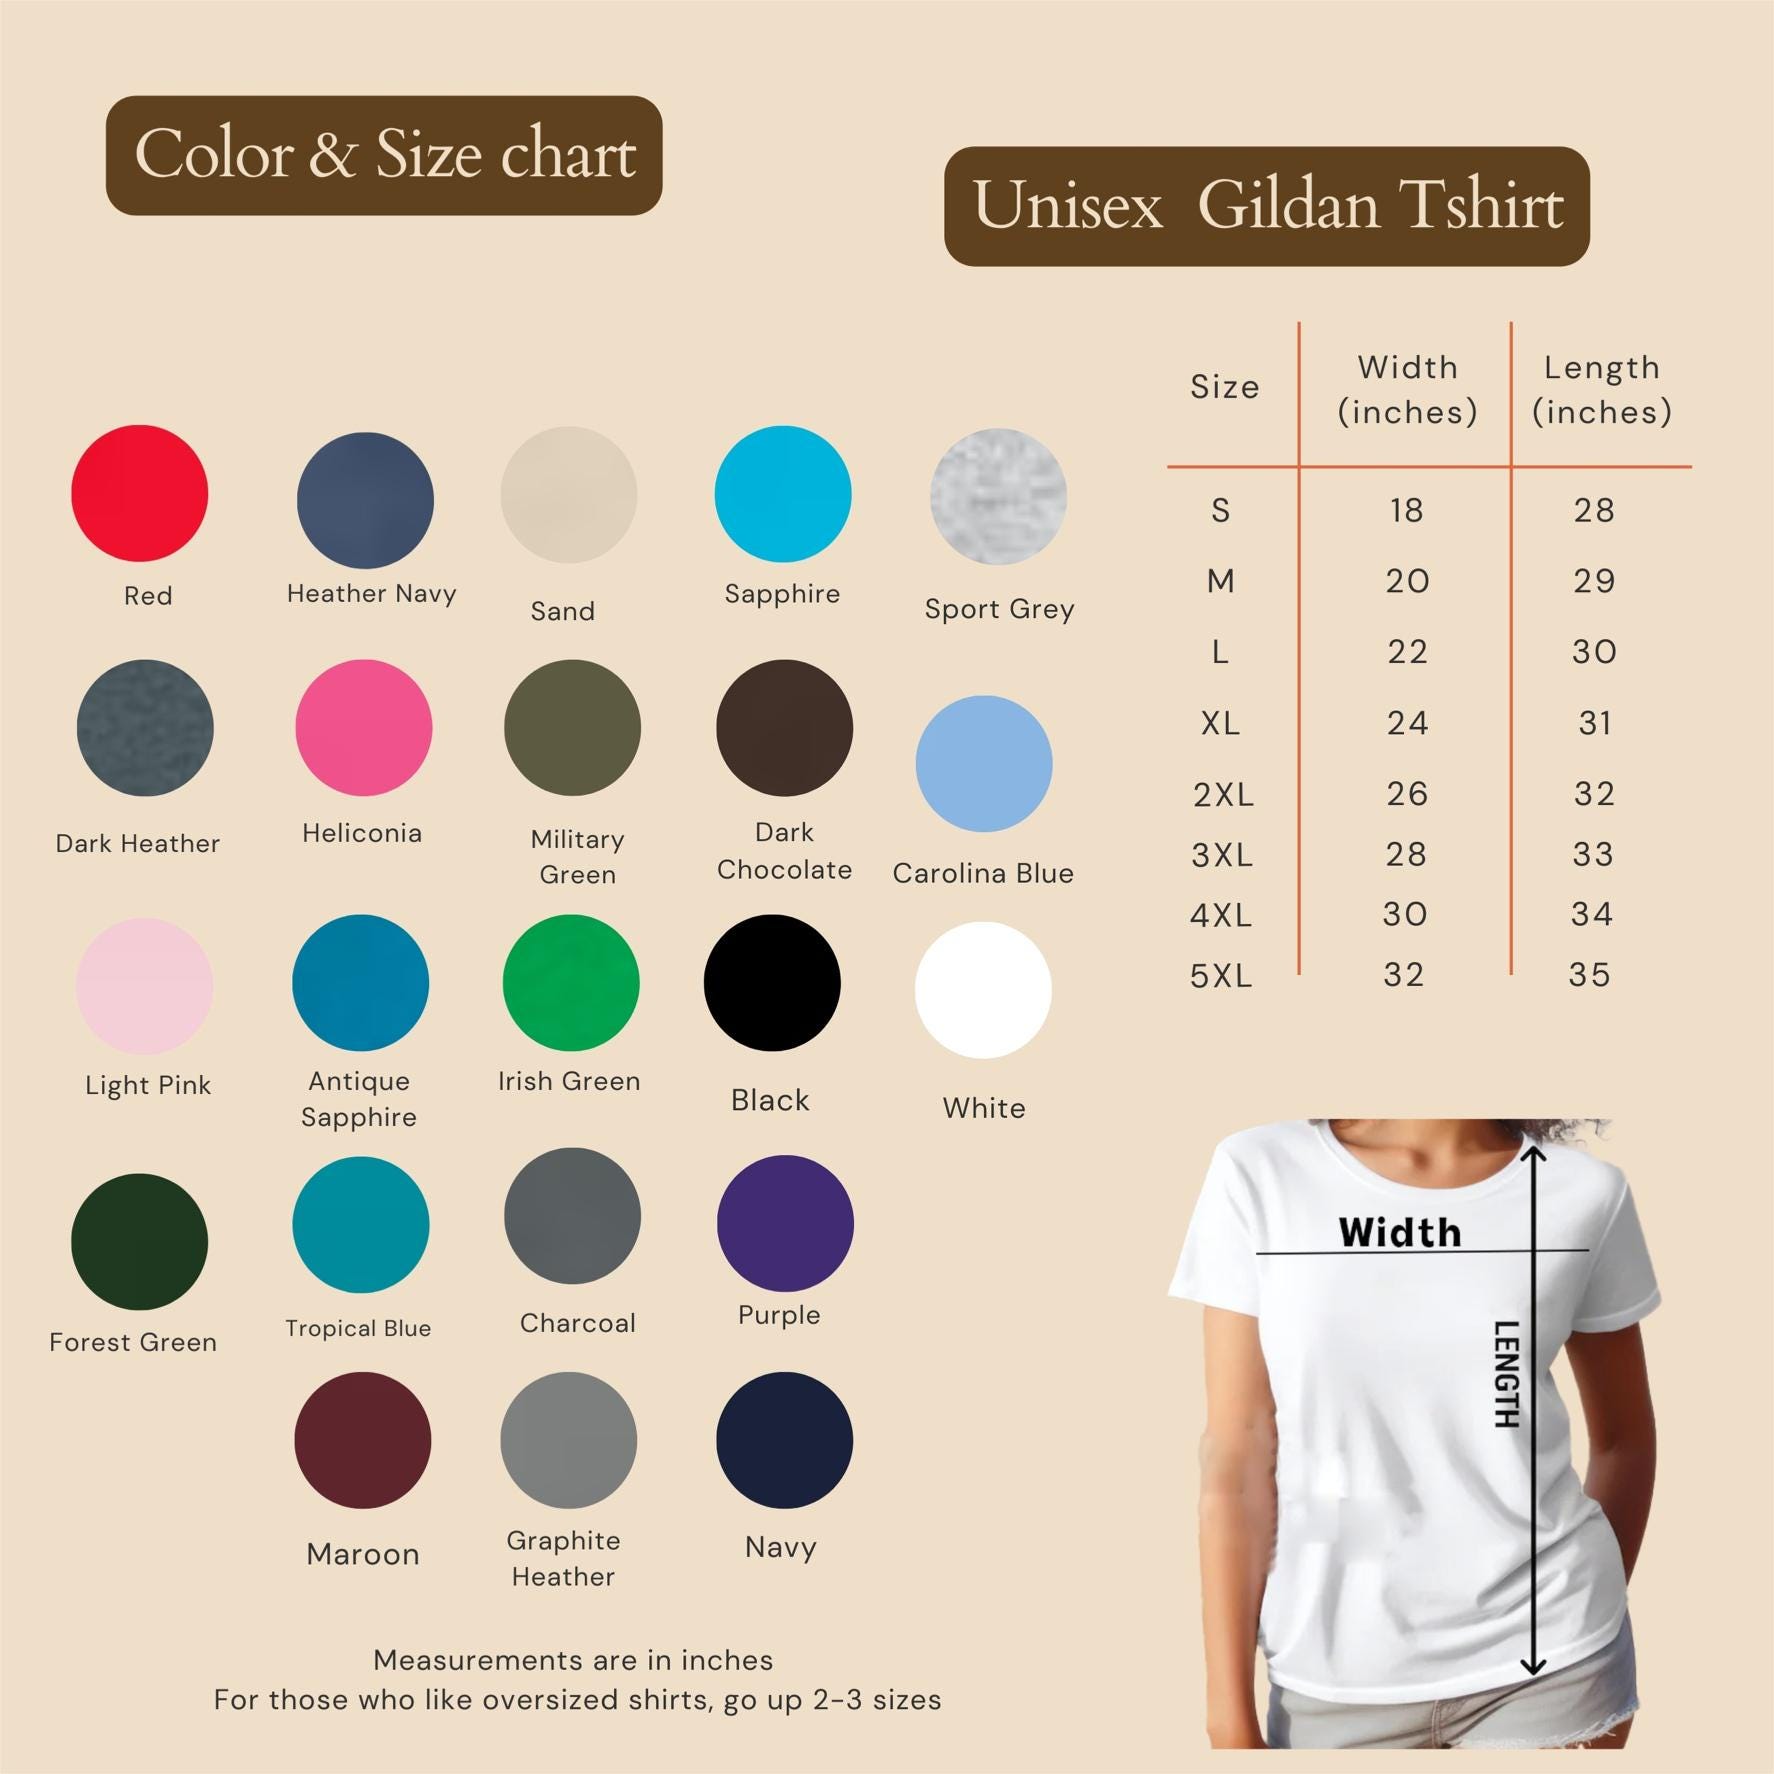 Color & Size chart
Unisex Gildan Tshirt
Size
Width
(inches)
Length
(inches)
S 18 28
M 20 29
L 22 30
XL 24 31
2XL 26 32
3XL 28 33
4XL 30 34
5XL 32 35
Red
Heather Navy
Sand
Sapphire
Sport Grey
Dark Heather
Heliconia
Military
Green
Dark
Chocolate
Carolina Blue
Light Pink
Antique
Sapphire
Irish Green
Black
White
Forest Green
Tropical Blue
Charcoal
Purple
Maroon
Graphite
Heather
Navy
Width
LENGTH
Measurements are in inches
For those who like oversized shirts, go up 2-3 sizes